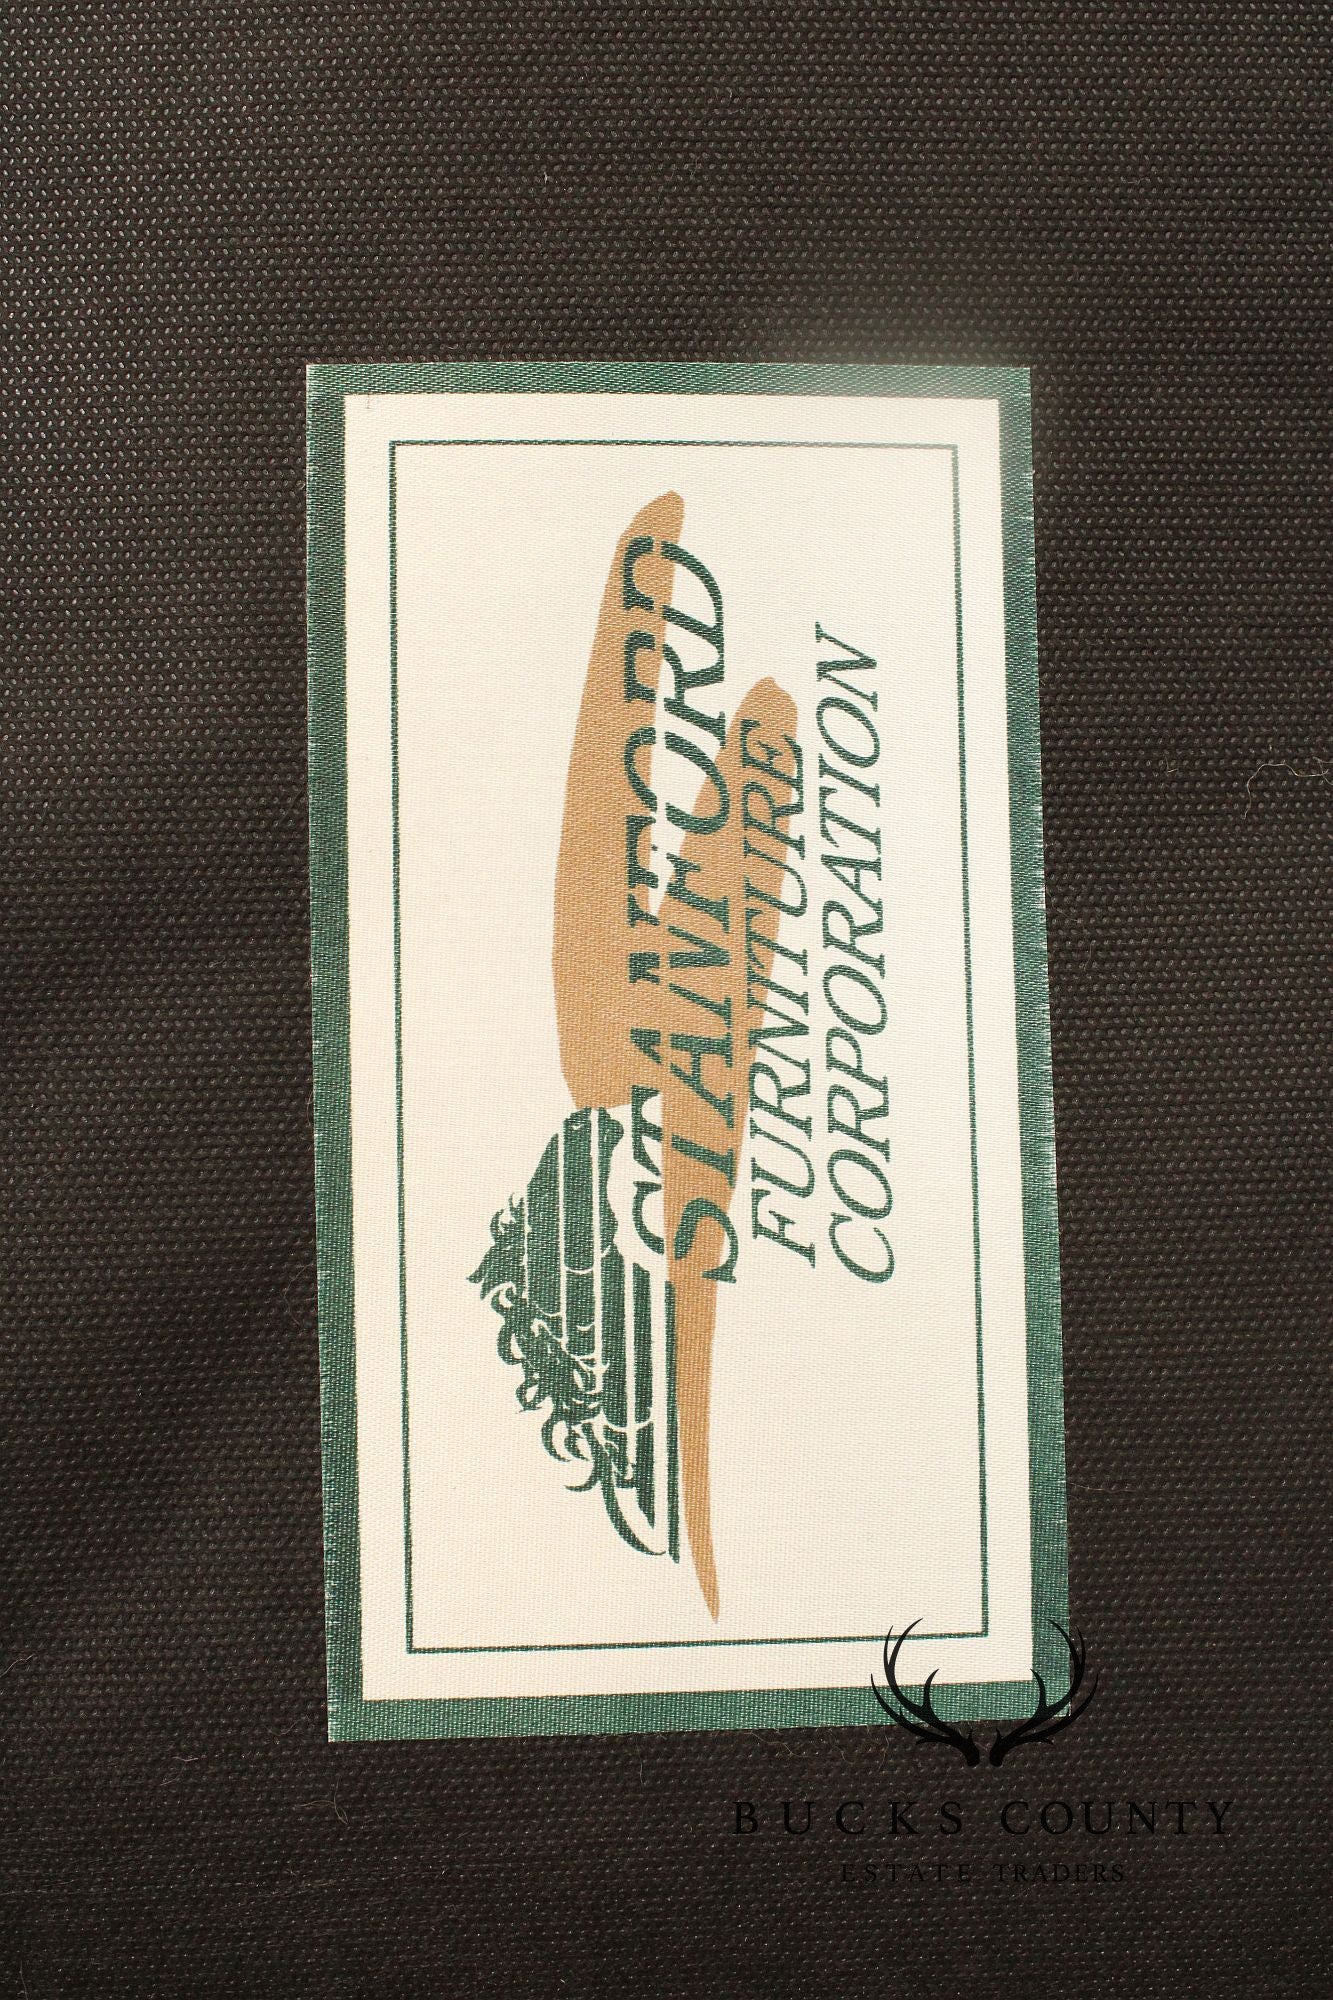 STANFORD
FURNITURE
CORPORATION
BUCKS COUNTY
ESTATE TRADERS